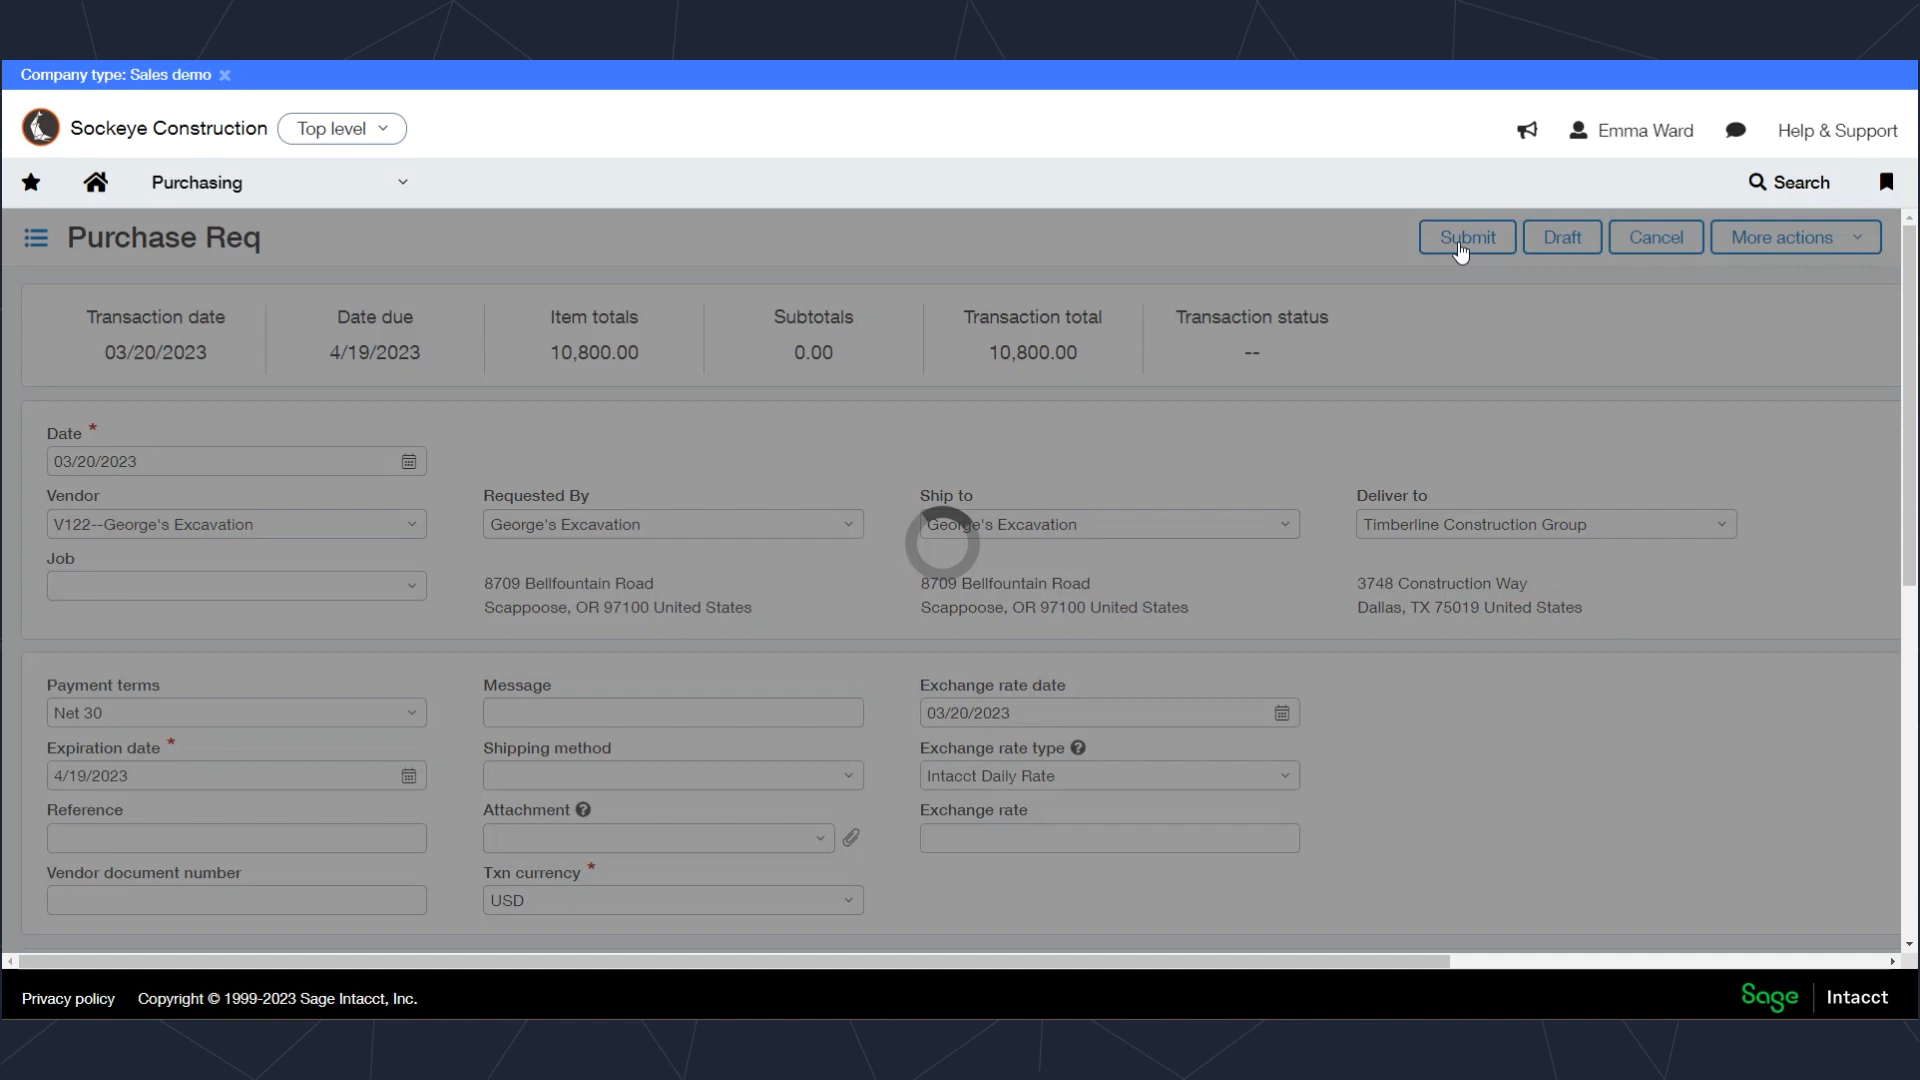 Company type: Sales demo
Sockeye Construction Top level
Emma Ward Help & Support
Purchasing
Search
Purchase Req
Submit Draft Cancel More actions
Transaction date Date due Item totals Subtotals Transaction total Transaction status
03/20/2023 4/19/2023 10,800.00 0.00 10,800.00 --
Date *
03/20/2023
Vendor Requested By Ship to Deliver to
V122--George's Excavation George's Excavation George's Excavation Timberline Construction Group
Job
8709 Bellfountain Road 8709 Bellfountain Road 3748 Construction Way
Scappoose, OR 97100 United States Scappoose, OR 97100 United States Dallas, TX 75019 United States
Payment terms Message Exchange rate date
Net 30 03/20/2023
Expiration date * Shipping method Exchange rate type
4/19/2023 Intacct Daily Rate
Reference Attachment Exchange rate
Vendor document number Txn currency *
USD
Privacy policy Copyright © 1999-2023 Sage Intacct, Inc.
Sage Intacct